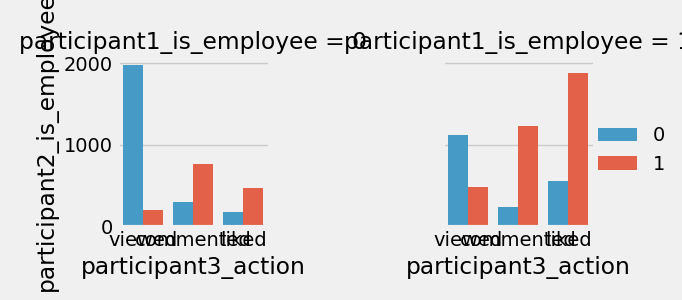 participant1_is_employee = 0
participant1_is_employee = 1
participant2_is_employee
2000
1000
0
viewed
commented
liked
viewed
commented
liked
participant3_action
participant3_action
0
1